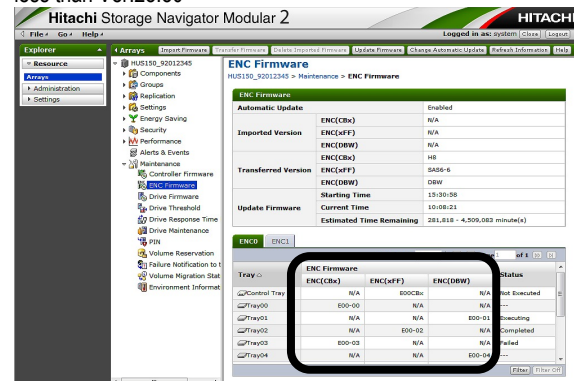 Hitachi Storage Navigator Modular 2
HITACHI
File Go Help
Logged in as: system Close Logout
Explorer
Arrays Import Firmware Transfer Firmware Delete Imported Firmware Update Firmware Change Automatic Update Refresh Information Help
Resource
Arrays
Administration
Settings
HUS150_92012345
Components
Groups
Replication
Settings
Energy Saving
Security
Performance
Alerts & Events
Maintenance
Controller Firmware
ENC Firmware
Drive Firmware
Drive Threshold
Drive Response Time
Drive Maintenance
PIN
Volume Reservation
Failure Notification to
Volume Migration Stat
Environment Informat
ENC Firmware
HUS150_92012345 > Maintenance > ENC Firmware
ENC Firmware
Automatic Update Enabled
Imported Version ENC(CBx) N/A
ENC(xFF) N/A
ENC(DBW) N/A
Transferred Version ENC(CBx) H8
ENC(xFF) SAS6-6
ENC(DBW) DBW
Update Firmware Starting Time 15:30:58
Current Time 10:08:21
Estimated Time Remaining 281,818 - 4,509,083 minute(s)
ENC0 ENC1
1 of 1
Tray ENC Firmware Status
ENC(CBx) ENC(xFF) ENC(DBW)
Control Tray N/A E00CBx N/A Not Executed
Tray00 E00-00 N/A N/A ---
Tray01 N/A N/A E00-01 Executing
Tray02 N/A E00-02 N/A Completed
Tray03 E00-03 N/A N/A Failed
Tray04 N/A N/A E00-04 ---
Filter Filter Off